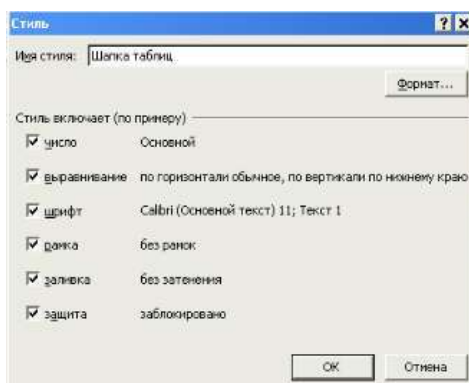 Стиль
Имя стиля: Шапка таблиц
Формат...
Стиль включает (по примеру)
число Основной
выравнивание по горизонтали обычное, по вертикали по нижнему краю
шрифт Calibri (Основной текст) 11; Текст 1
рамка без рамок
заливка без затенения
защита заблокировано
ОК Отмена